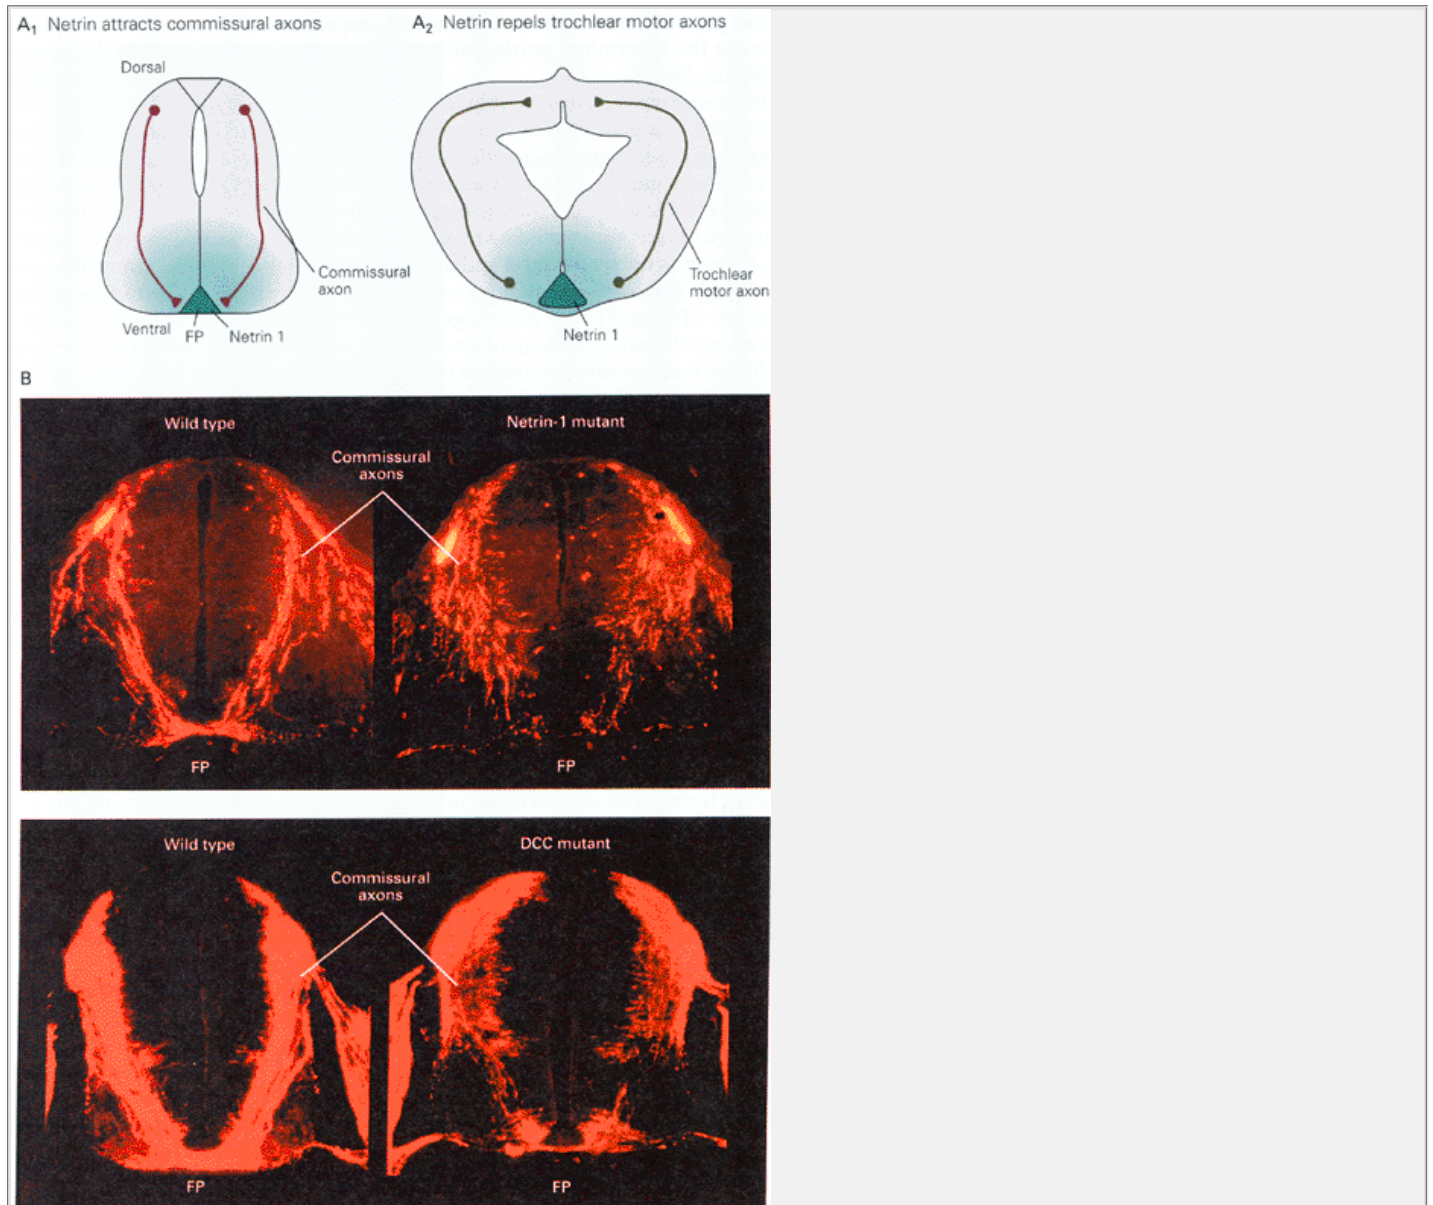 A1 Netrin attracts commissural axons
A2 Netrin repels trochlear motor axons
Dorsal
Commissural
axon
Ventral
FP
Netrin 1
Trochlear
motor axon
Netrin 1
B
Wild type
Netrin-1 mutant
Commissural
axons
FP
FP
Wild type
DCC mutant
Commissural
axons
FP
FP